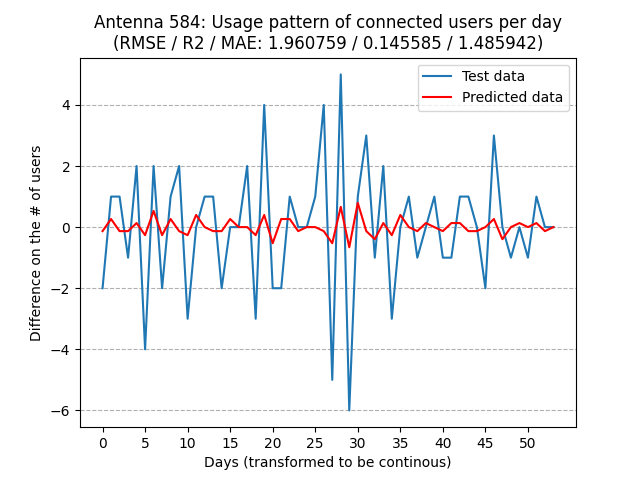 Antenna 584: Usage pattern of connected users per day
(RMSE / R2 / MAE: 1.960759 / 0.145585 / 1.485942)
Test data
Predicted data
Difference on the # of users
4
2
0
−2
−4
−6
0 5 10 15 20 25 30 35 40 45 50
Days (transformed to be continous)